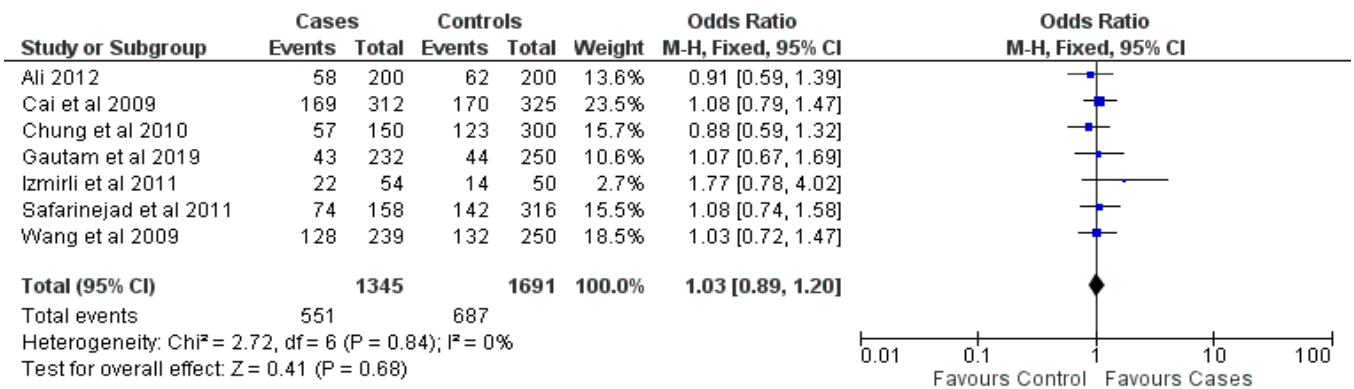 Cases Controls Odds Ratio Odds Ratio
Study or Subgroup Events Total Events Total Weight M-H, Fixed, 95% CI M-H, Fixed, 95% CI
Ali 2012 58 200 62 200 13.6% 0.91 [0.59, 1.39]
Cai et al 2009 169 312 170 325 23.5% 1.08 [0.79, 1.47]
Chung et al 2010 57 150 123 300 15.7% 0.88 [0.59, 1.32]
Gautam et al 2019 43 232 44 250 10.6% 1.07 [0.67, 1.69]
Izmirli et al 2011 22 54 14 50 2.7% 1.77 [0.78, 4.02]
Safarinejad et al 2011 74 158 142 316 15.5% 1.08 [0.74, 1.58]
Wang et al 2009 128 239 132 250 18.5% 1.03 [0.72, 1.47]
Total (95% CI) 1345 1691 100.0% 1.03 [0.89, 1.20]
Total events 551 687
Heterogeneity: Chi² = 2.72, df = 6 (P = 0.84); I² = 0%
Test for overall effect: Z = 0.41 (P = 0.68)
0.01 0.1 1 10 100
Favours Control Favours Cases